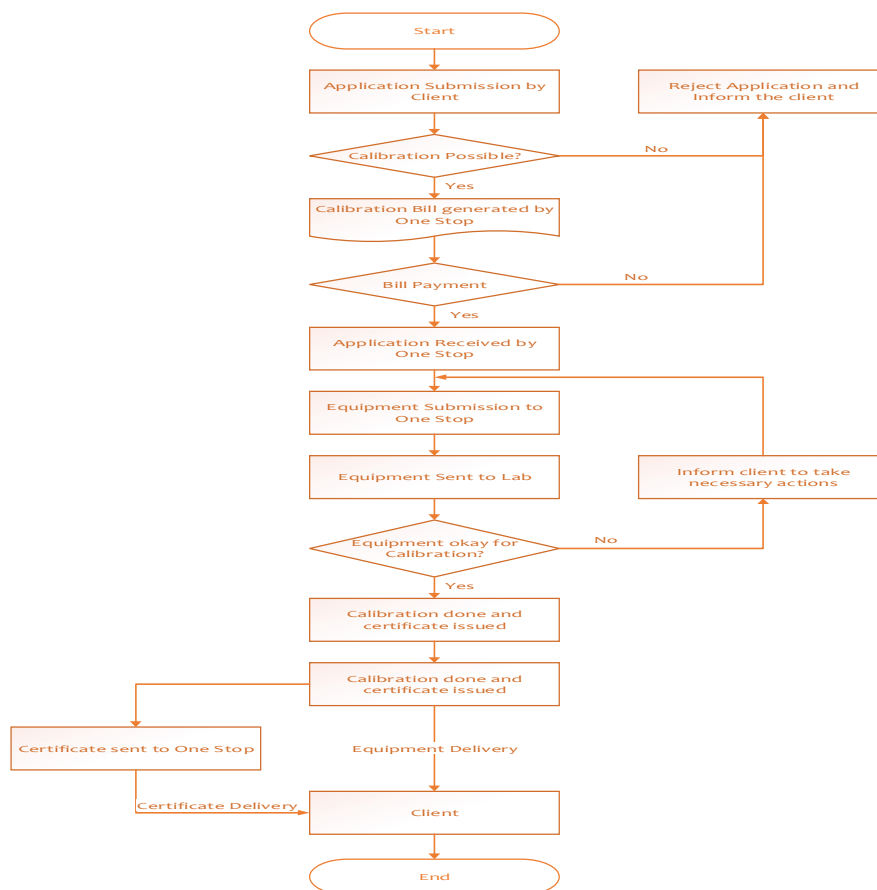 Start
Application Submission by
Client
Reject Application and
Inform the client
Calibration Possible?
No
Yes
Calibration Bill generated by
One Stop
Bill Payment
No
Yes
Application Received by
One Stop
Equipment Submission to
One Stop
Equipment Sent to Lab
Inform client to take
necessary actions
Equipment okay for
Calibration?
No
Yes
Calibration done and
certificate issued
Calibration done and
certificate issued
Certificate sent to One Stop
Equipment Delivery
Certificate Delivery
Client
End